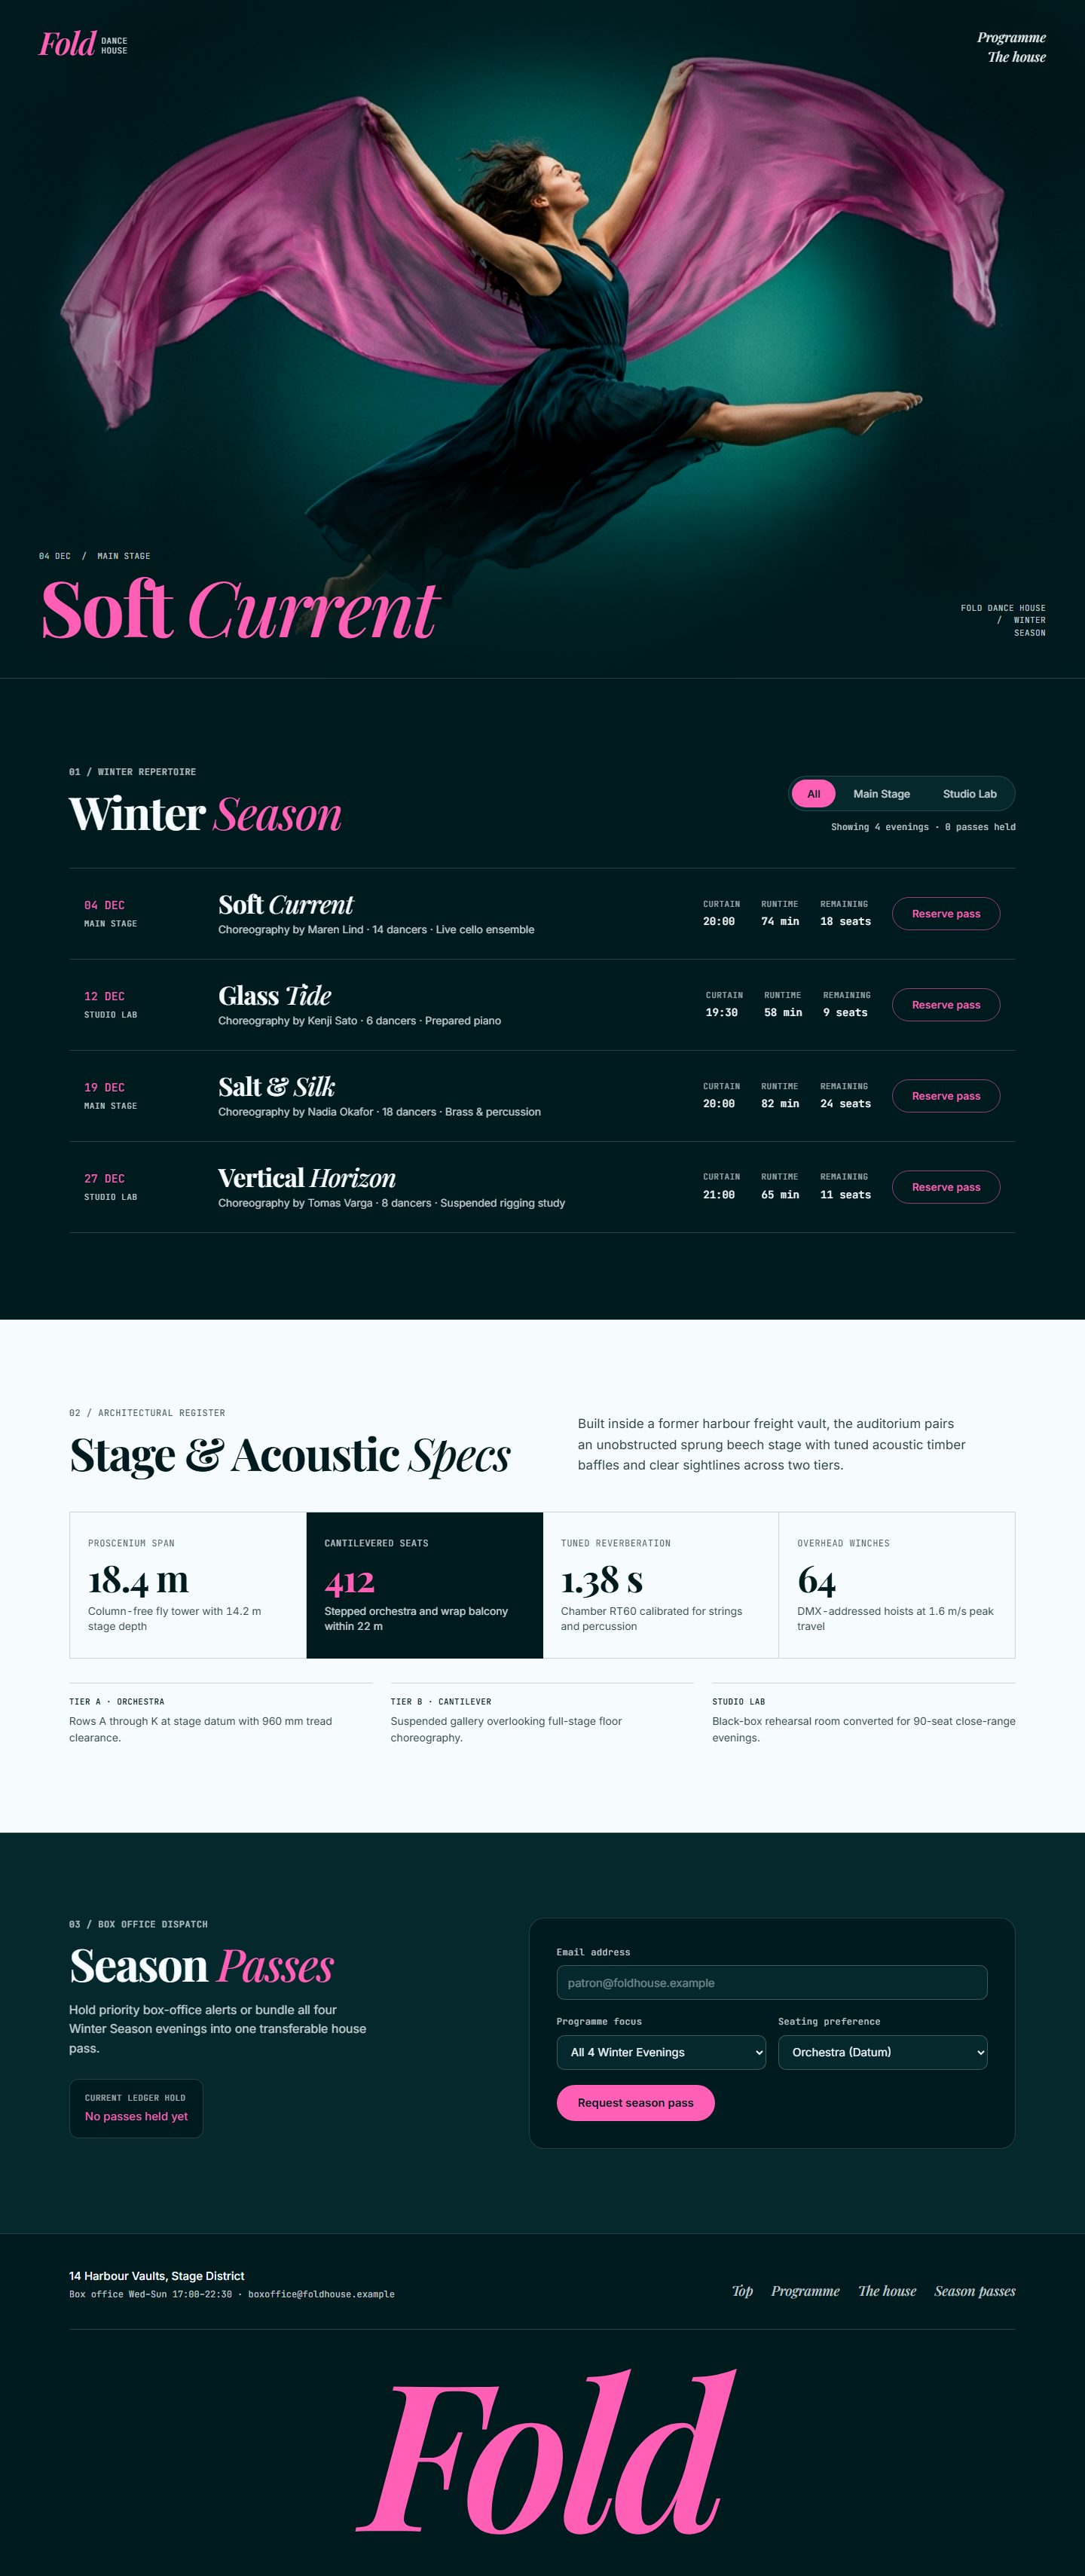 Fold DANCE
HOUSE
Programme
The house
04 DEC / MAIN STAGE
Soft Current
FOLD DANCE HOUSE
/ WINTER
SEASON
01 / WINTER REPERTOIRE
Winter Season
All Main Stage Studio Lab
Showing 4 evenings · 0 passes held
04 DEC
MAIN STAGE
Soft Current
Choreography by Maren Lind · 14 dancers · Live cello ensemble
CURTAIN RUNTIME REMAINING
20:00 74 min 18 seats
Reserve pass
12 DEC
STUDIO LAB
Glass Tide
Choreography by Kenji Sato · 6 dancers · Prepared piano
CURTAIN RUNTIME REMAINING
19:30 58 min 9 seats
Reserve pass
19 DEC
MAIN STAGE
Salt & Silk
Choreography by Nadia Okafor · 18 dancers · Brass & percussion
CURTAIN RUNTIME REMAINING
20:00 82 min 24 seats
Reserve pass
27 DEC
STUDIO LAB
Vertical Horizon
Choreography by Tomas Varga · 8 dancers · Suspended rigging study
CURTAIN RUNTIME REMAINING
21:00 65 min 11 seats
Reserve pass
02 / ARCHITECTURAL REGISTER
Stage & Acoustic Specs
Built inside a former harbour freight vault, the auditorium pairs
an unobstructed sprung beech stage with tuned acoustic timber
baffles and clear sightlines across two tiers.
PROSCENIUM SPAN
18.4 m
Column-free fly tower with 14.2 m
stage depth
CANTILEVERED SEATS
412
Stepped orchestra and wrap balcony
within 22 m
TUNED REVERBERATION
1.38 s
Chamber RT60 calibrated for strings
and percussion
OVERHEAD WINCHES
64
DMX-addressed hoists at 1.6 m/s peak
travel
TIER A · ORCHESTRA
Rows A through K at stage datum with 960 mm tread
clearance.
TIER B · CANTILEVER
Suspended gallery overlooking full-stage floor
choreography.
STUDIO LAB
Black-box rehearsal room converted for 90-seat close-range
evenings.
03 / BOX OFFICE DISPATCH
Season Passes
Hold priority box-office alerts or bundle all four
Winter Season evenings into one transferable house
pass.
CURRENT LEDGER HOLD
No passes held yet
Email address
patron@foldhouse.example
Programme focus
All 4 Winter Evenings
Seating preference
Orchestra (Datum)
Request season pass
14 Harbour Vaults, Stage District
Box office Wed–Sun 17:00–22:30 · boxoffice@foldhouse.example
Top Programme The house Season passes
Fold